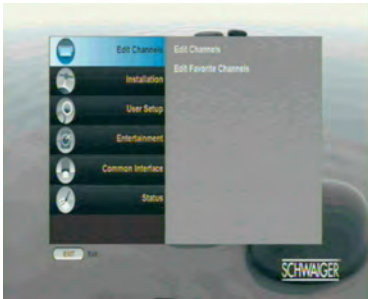 Edit Channels
Installation
User Setup
Entertainment
Common Interface
Status
Edit Channels
Edit Favorite Channels
EXIT Exit
SCHWAIGER